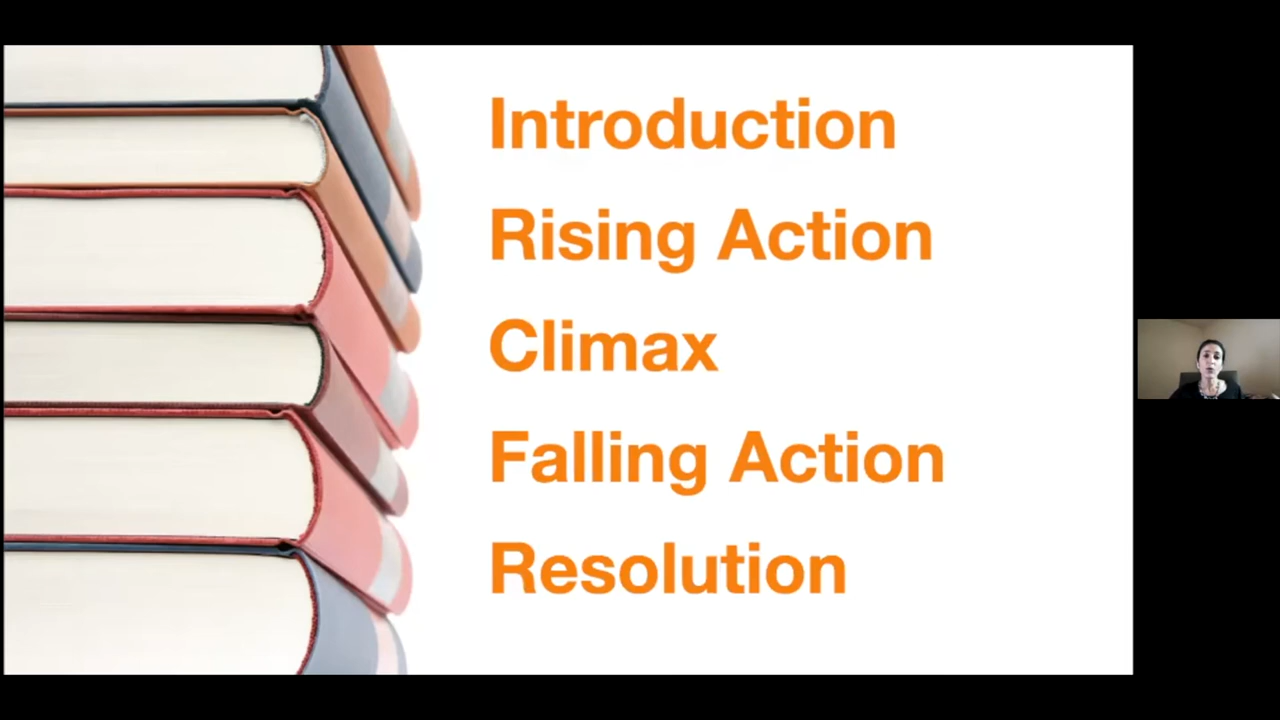 Introduction
Rising Action
Climax
Falling Action
Resolution